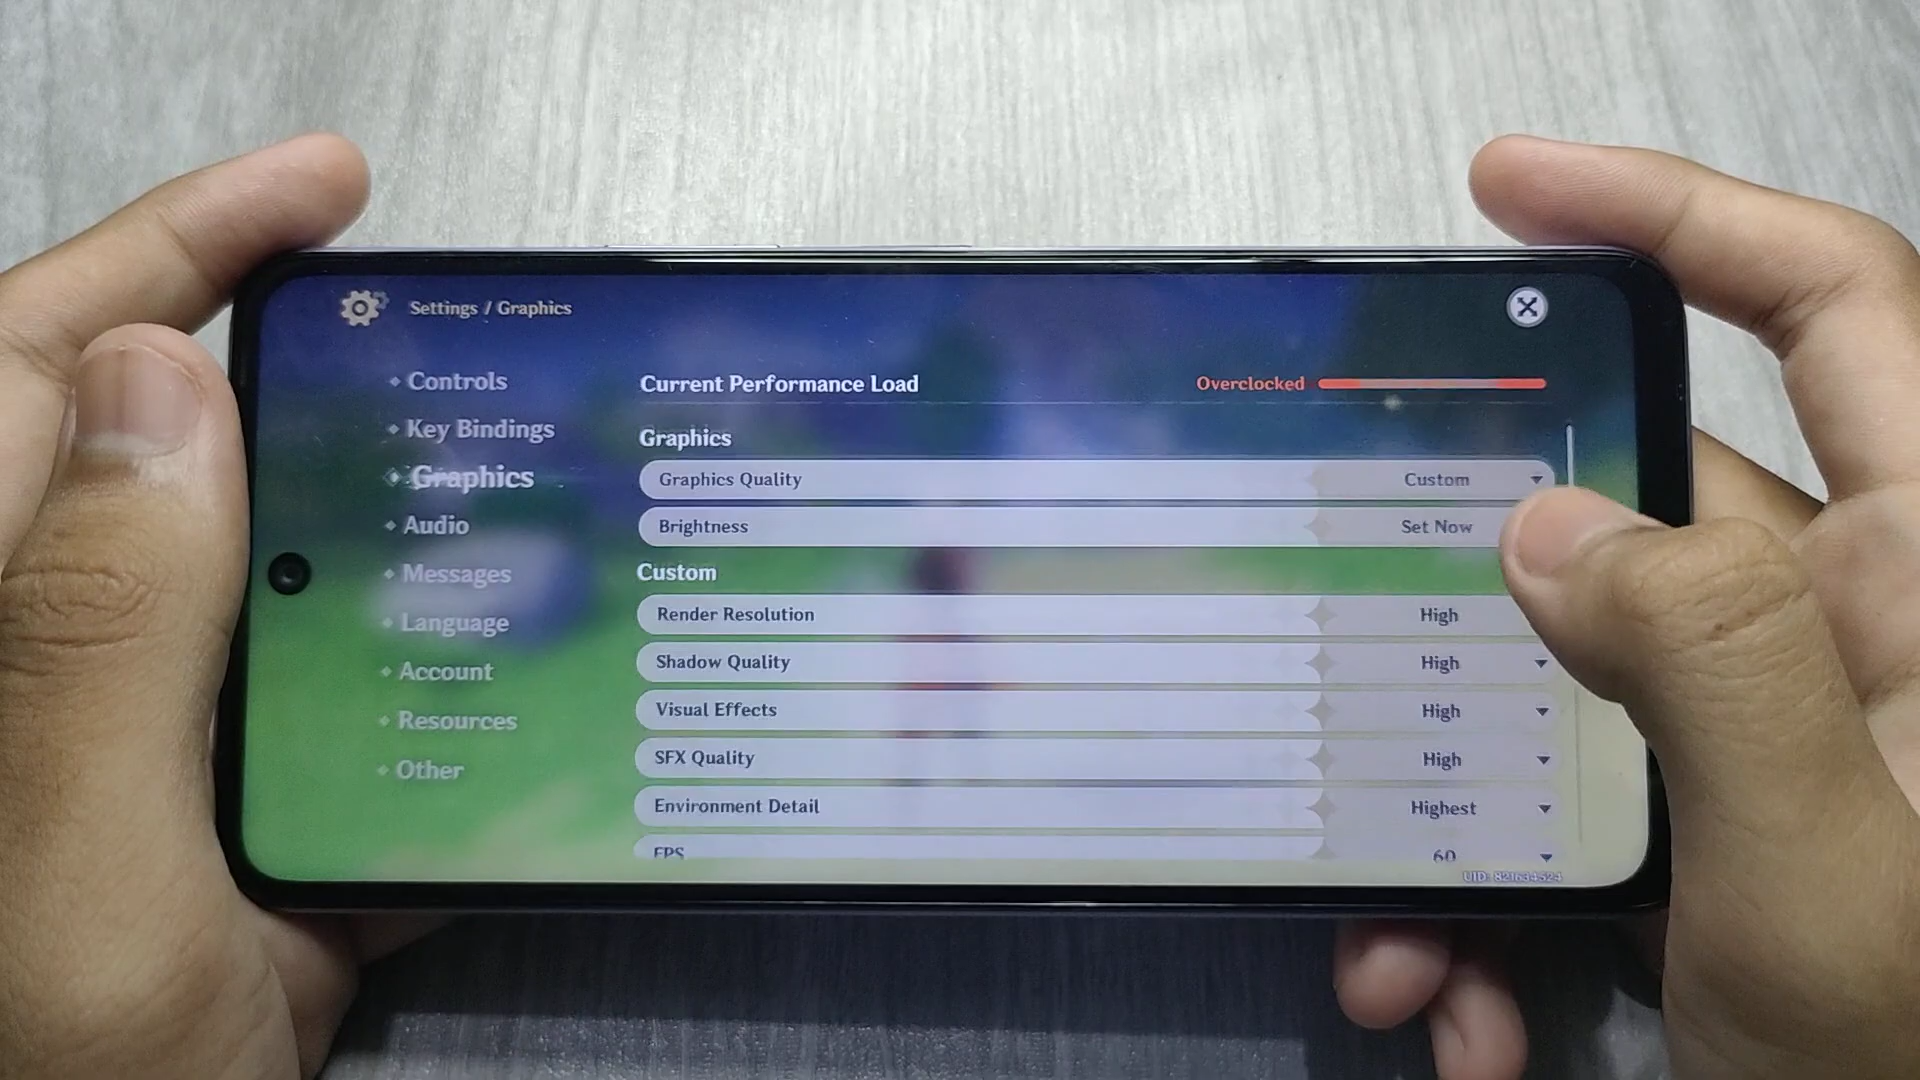 Settings / Graphics
Controls
Key Bindings
Graphics
Audio
Messages
Language
Account
Resources
Other
Current Performance Load
Overclocked
Graphics
Graphics Quality
Custom
Brightness
Set Now
Custom
Render Resolution
High
Shadow Quality
High
Visual Effects
High
SFX Quality
High
Environment Detail
Highest
FPS
60
UID: 821634524